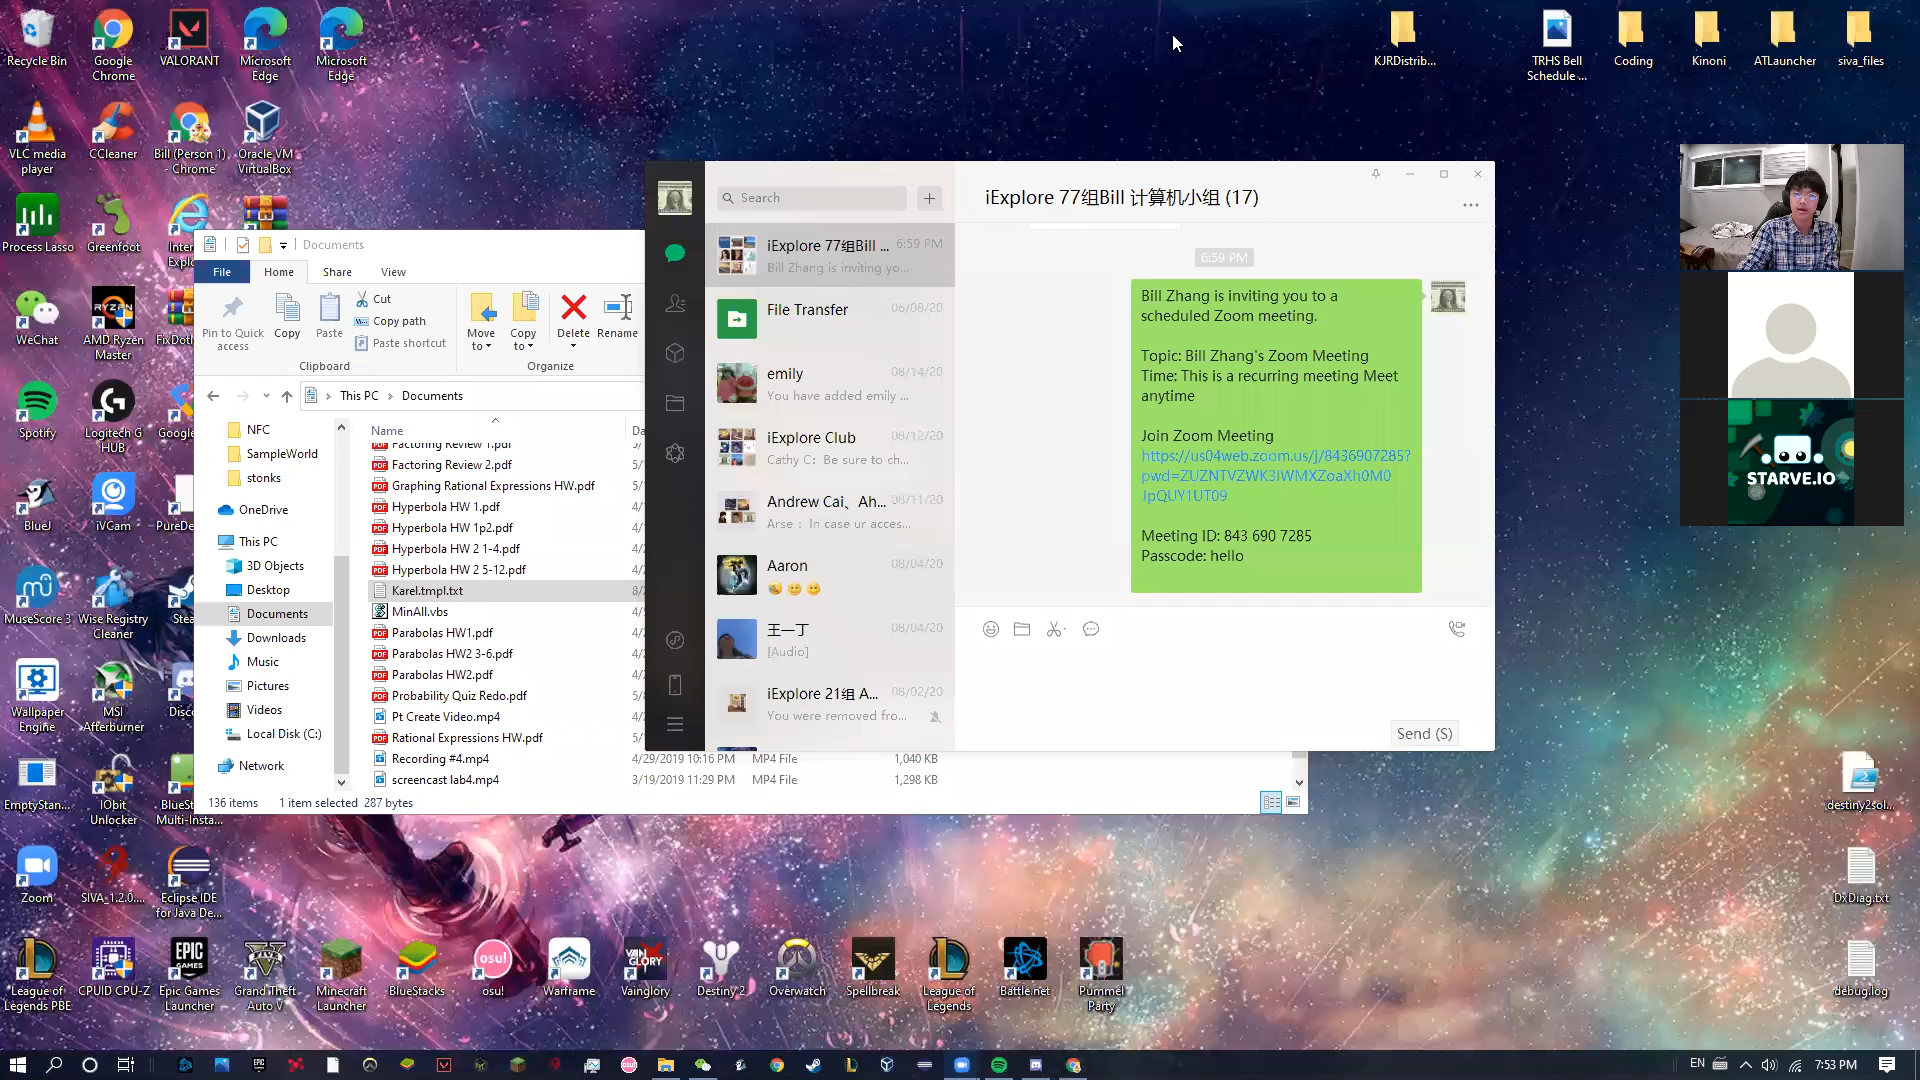 Recycle Bin
Google
Chrome
VALORANT
Microsoft
Edge
Microsoft
Edge
KJRDistrib...
TRHS Bell
Schedule ...
Coding
Kinoni
ATLauncher
siva_files
VLC media
player
CCleaner
Bill (Person 1)
- Chrome
Oracle VM
VirtualBox
Process Lasso
Greenfoot
WeChat
AMD Ryzen
Master
RYZEN
Spotify
Logitech G
HUB
BlueJ
iVCam
MuseScore 3
Wise Registry
Cleaner
Wallpaper
Engine
MSI
Afterburner
EmptyStan...
IObit
Unlocker
Multi-Insta...
Zoom
SIVA_1.2.0....
Eclipse IDE
for Java De...
League of
Legends PBE
CPUID CPU-Z
EPIC
GAMES
Epic Games
Launcher
Grand Theft
Auto V
Minecraft
Launcher
BlueStacks
osu!
osu!
Warframe
VAIN
GLORY
Vainglory
Destiny 2
Overwatch
Spellbreak
League of
Legends
Battle.net
Pummel
Party
.destiny2sol...
DxDiag.txt
debug.log
Documents
File
Home
Share
View
Pin to Quick
access
Copy
Paste
Cut
Copy path
Paste shortcut
Clipboard
Move
to
Copy
to
Delete
Rename
Organize
This PC
Documents
NFC
SampleWorld
stonks
OneDrive
This PC
3D Objects
Desktop
Documents
Downloads
Music
Pictures
Videos
Local Disk (C:)
Network
Name
Factoring Review 1.pdf
Factoring Review 2.pdf
Graphing Rational Expressions HW.pdf
Hyperbola HW 1.pdf
Hyperbola HW 1p2.pdf
Hyperbola HW 2 1-4.pdf
Hyperbola HW 2 5-12.pdf
Karel.tmpl.txt
MinAll.vbs
Parabolas HW1.pdf
Parabolas HW2 3-6.pdf
Parabolas HW2.pdf
Probability Quiz Redo.pdf
Pt Create Video.mp4
Rational Expressions HW.pdf
Recording #4.mp4 4/29/2019 10:16 PM MP4 File 1,040 KB
screencast lab4.mp4 3/19/2019 11:29 PM MP4 File 1,298 KB
136 items 1 item selected 287 bytes
Search
iExplore 77组Bill ... 6:59 PM
Bill Zhang is inviting yo...
File Transfer 06/08/20
emily 08/14/20
You have added emily ...
iExplore Club 08/12/20
Cathy C: Be sure to ch...
Andrew Cai、Ah... 08/11/20
Arse : In case ur acces...
Aaron 08/04/20
王一丁 08/04/20
[Audio]
iExplore 21组 A... 08/02/20
You were removed fro...
iExplore 77组Bill 计算机小组 (17)
6:59 PM
Bill Zhang is inviting you to a
scheduled Zoom meeting.
Topic: Bill Zhang's Zoom Meeting
Time: This is a recurring meeting Meet
anytime
Join Zoom Meeting
https://us04web.zoom.us/j/8436907285?
pwd=ZUZNTVZWK3IWMXZoaXh0M0
JpQUY1UT09
Meeting ID: 843 690 7285
Passcode: hello
Send (S)
STARVE.IO
EN
7:53 PM